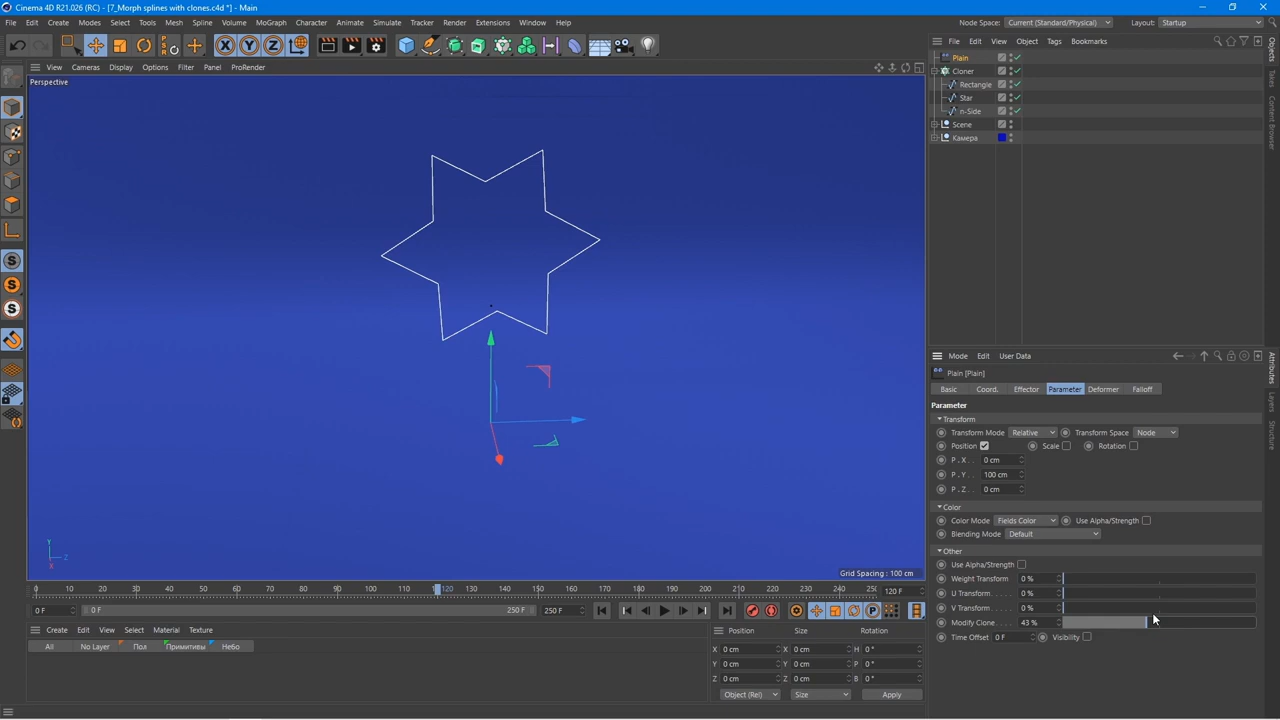 Cinema 4D R21.026 (RC) - [7_Morph splines with clones.c4d *] - Main
File Edit Create Modes Select Tools Mesh Spline Volume MoGraph Character Animate Simulate Tracker Render Extensions Window Help Node Space: Current (Standard/Physical) Layout: Startup
File Edit View Object Tags Bookmarks
View Cameras Display Options Filter Panel ProRender
Perspective
Plain
Cloner
Rectangle
Star
n-Side
Scene
Камера
Objects
Takes
Content Browser
Mode Edit User Data
Plain [Plain]
Basic Coord. Effector Parameter Deformer Falloff
Parameter
Transform
Transform Mode Relative Transform Space Node
Position Scale Rotation
P . X . . 0 cm
P . Y . . 100 cm
P . Z . . 0 cm
Color
Color Mode Fields Color Use Alpha/Strength
Blending Mode Default
Other
Use Alpha/Strength
Weight Transform 0 %
U Transform . . . 0 %
V Transform . . . 0 %
Modify Clone . . . . 43 %
Time Offset 0 F Visibility
Attributes
Layers
Structure
Y
Z
X
Grid Spacing : 100 cm
0 10 20 30 40 50 60 70 80 90 100 110 120 130 140 150 160 170 180 190 200 210 220 230 240 250 120 F
0 F 0 F 250 F 250 F
Create Edit View Select Material Texture
All No Layer Пол Примитивы Небо
Position Size Rotation
X 0 cm X 0 cm H 0 °
Y 0 cm Y 0 cm P 0 °
Z 0 cm Z 0 cm B 0 °
Object (Rel) Size Apply